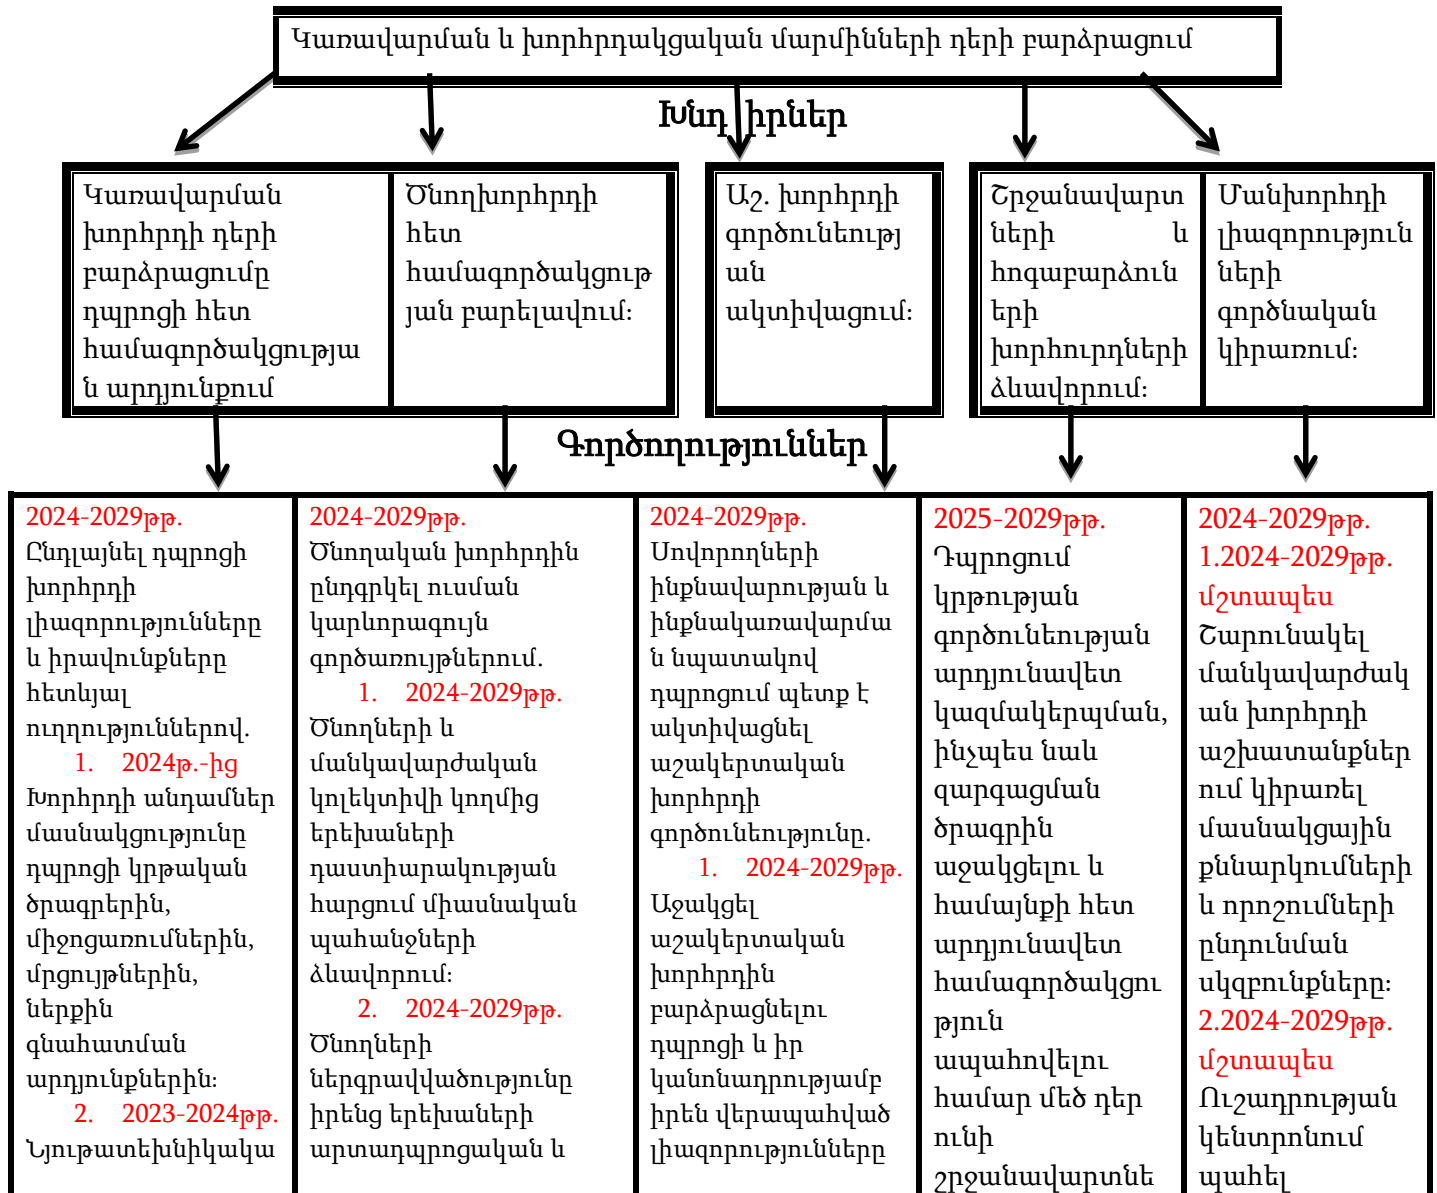 Կառավարման և խորհրդակցական մարմինների դերի բարձրացում
Խնդ իրներ
Կառավարման
խորհրդի դերի
բարձրացումը
դպրոցի հետ
համագործակցությա
ն արդյունքում
Ծնողխորհրդի
հետ
համագործակցութ
յան բարելավում:
Աշ. խորհրդի
գործունեությ
ան
ակտիվացում:
Շրջանավարտ
ների և
հոգաբարձուն
երի
խորհուրդների
ձևավորում:
Մանխորհդի
լիազորություն
ների
գործնական
կիրառում:
Գործողություններ
2024-2029թթ.
Ընդլայնել դպրոցի
խորհրդի
լիազորությունները
և իրավունքները
հետևյալ
ուղղություններով.
1. 2024թ.-ից
Խորհրդի անդամներ
մասնակցությունը
դպրոցի կրթական
ծրագրերին,
միջոցառումներին,
մրցույթներին,
ներքին
գնահատման
արդյունքներին:
2. 2023-2024թթ.
Նյութատեխնիկակա
2024-2029թթ.
Ծնողական խորհրդին
ընդգրկել ուսման
կարևորագույն
գործառույթներում.
1. 2024-2029թթ.
Ծնողների և
մանկավարժական
կոլեկտիվի կողմից
երեխաների
դաստիարակության
հարցում միասնական
պահանջների
ձևավորում:
2. 2024-2029թթ.
Ծնողների
ներգրավվածությունը
իրենց երեխաների
արտադպրոցական և
2024-2029թթ.
Սովորողների
ինքնավարության և
ինքնակառավարմա
ն նպատակով
դպրոցում պետք է
ակտիվացնել
աշակերտական
խորհրդի
գործունեությունը.
1. 2024-2029թթ.
Աջակցել
աշակերտական
խորհրդին
բարձրացնելու
դպրոցի և իր
կանոնադրությամբ
իրեն վերապահված
լիազորությունները
2025-2029թթ.
Դպրոցում
կրթության
գործունեության
արդյունավետ
կազմակերպման,
ինչպես նաև
զարգացման
ծրագրին
աջակցելու և
համայնքի հետ
արդյունավետ
համագործակցու
թյուն
ապահովելու
համար մեծ դեր
ունի
շրջանավարտնե
2024-2029թթ.
1.2024-2029թթ.
մշտապես
Շարունակել
մանկավարժակ
ան խորհրդի
աշխատանքներ
ում կիրառել
մասնակցային
քննարկումների
և որոշումների
ընդունման
սկզբունքները:
2.2024-2029թթ.
մշտապես
Ուշադրության
կենտրոնում
պահել